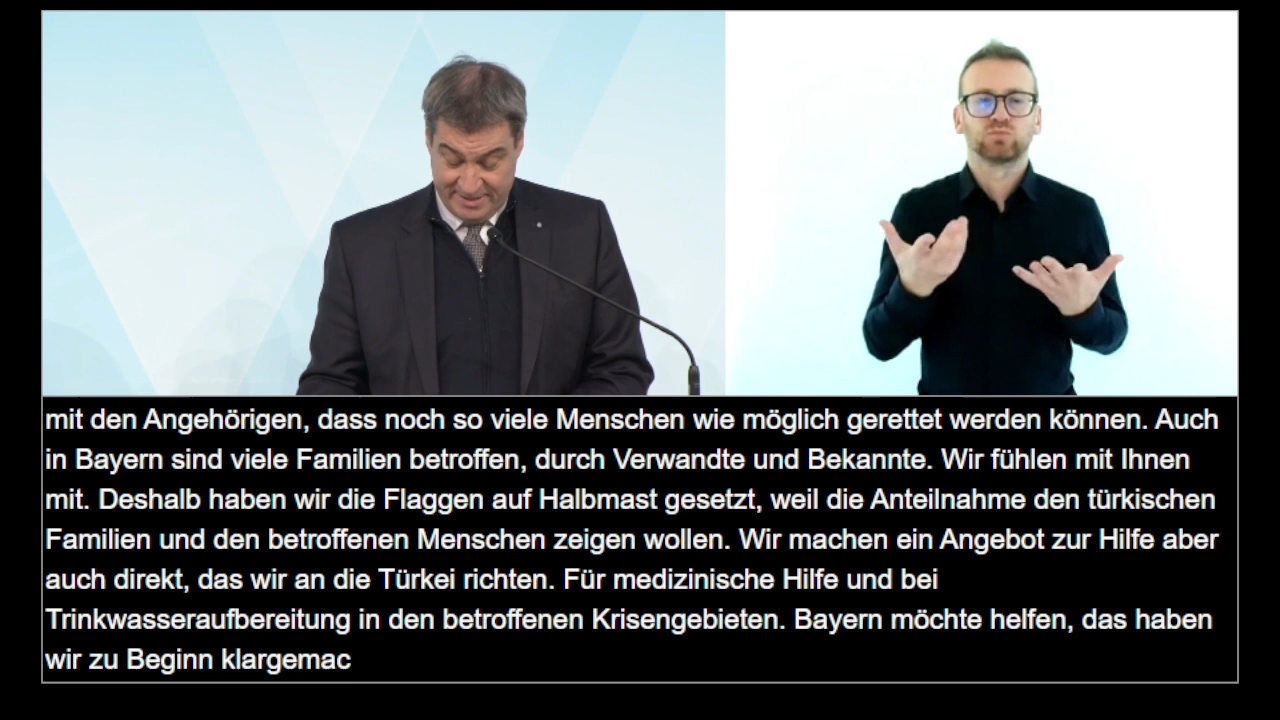 mit den Angehörigen, dass noch so viele Menschen wie möglich gerettet werden können. Auch
in Bayern sind viele Familien betroffen, durch Verwandte und Bekannte. Wir fühlen mit Ihnen
mit. Deshalb haben wir die Flaggen auf Halbmast gesetzt, weil die Anteilnahme den türkischen
Familien und den betroffenen Menschen zeigen wollen. Wir machen ein Angebot zur Hilfe aber
auch direkt, das wir an die Türkei richten. Für medizinische Hilfe und bei
Trinkwasseraufbereitung in den betroffenen Krisengebieten. Bayern möchte helfen, das haben
wir zu Beginn klargemac